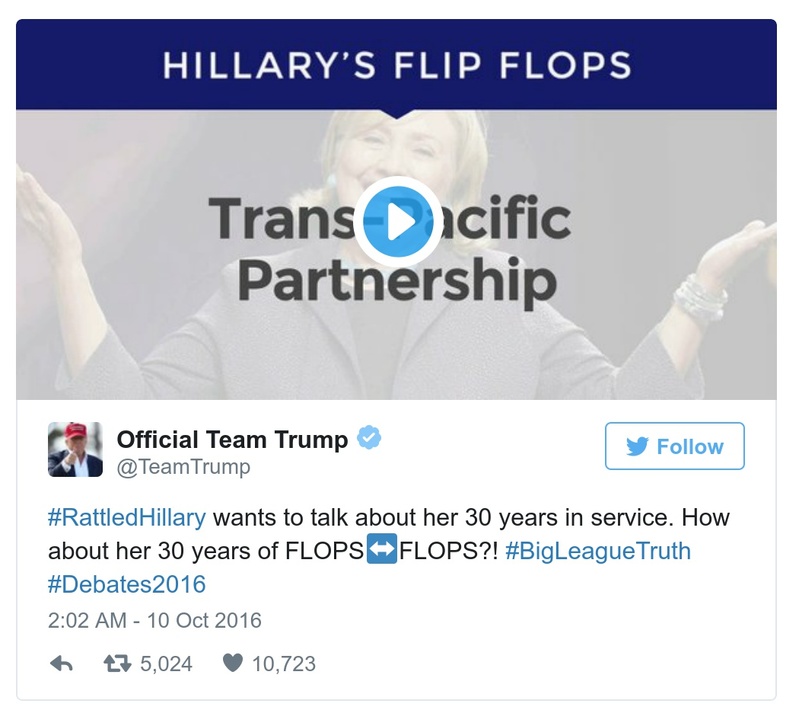 HILLARY'S FLIP FLOPS
Trans-Pacific
Partnership
Official Team Trump
@TeamTrump
Follow
#RattledHillary wants to talk about her 30 years in service. How
about her 30 years of FLOPS↔️FLOPS?! #BigLeagueTruth
#Debates2016
2:02 AM - 10 Oct 2016
5,024 10,723